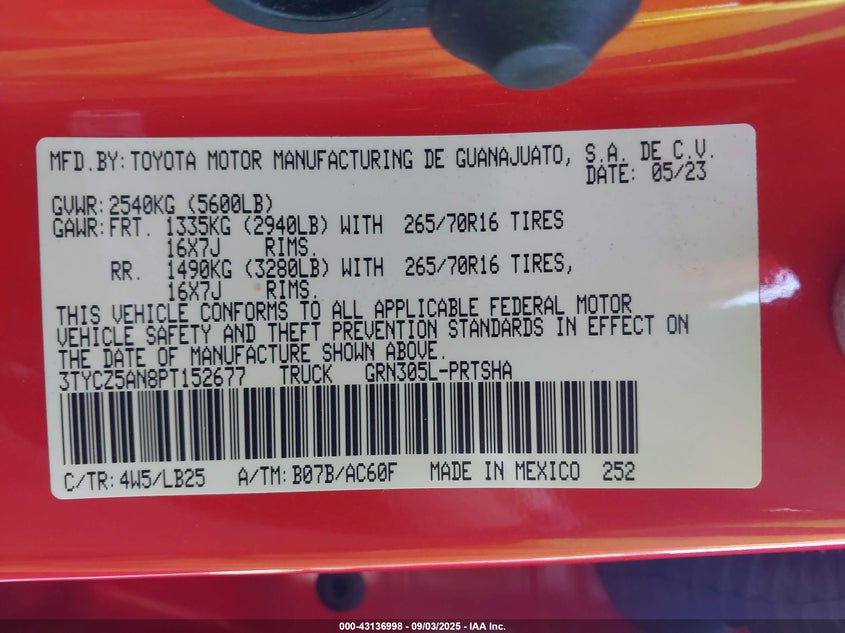 MFD.BY: TOYOTA MOTOR MANUFACTURING DE GUANAJUATO, S.A. DE C.V.
DATE: 05/23
GVWR: 2540KG (5600LB)
GAWR: FRT. 1335KG (2940LB) WITH 265/70R16 TIRES
16X7J RIMS.
RR. 1490KG (3280LB) WITH 265/70R16 TIRES,
16X7J RIMS.
THIS VEHICLE CONFORMS TO ALL APPLICABLE FEDERAL MOTOR
VEHICLE SAFETY AND THEFT PREVENTION STANDARDS IN EFFECT ON
THE DATE OF MANUFACTURE SHOWN ABOVE.
3TYCZ5AN8PT152677 TRUCK GRN305L-PRTSHA
C/TR: 4W5/LB25 A/TM: B07B/AC60F MADE IN MEXICO 252
000-43136998 - 09/03/2025 - IAA Inc.